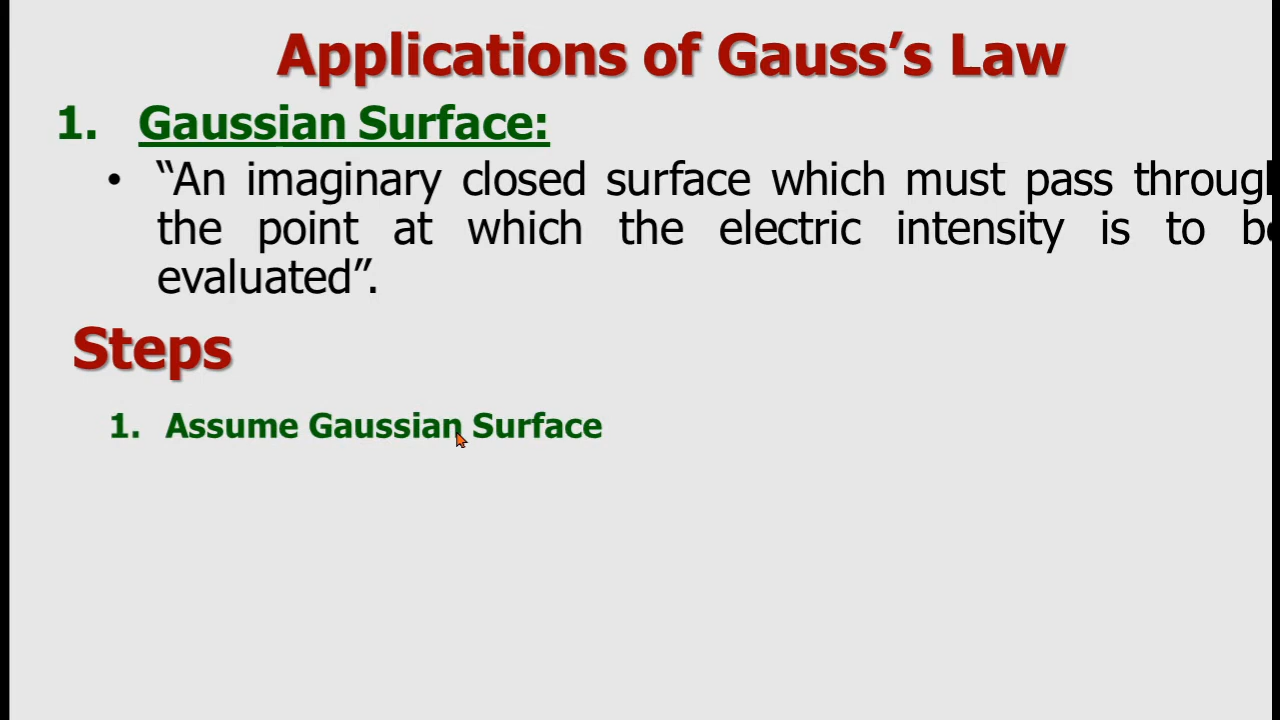 Applications of Gauss’s Law
1. Gaussian Surface:
• “An imaginary closed surface which must pass
the point at which the electric intensity is to
evaluated”.
Steps
1. Assume Gaussian Surface